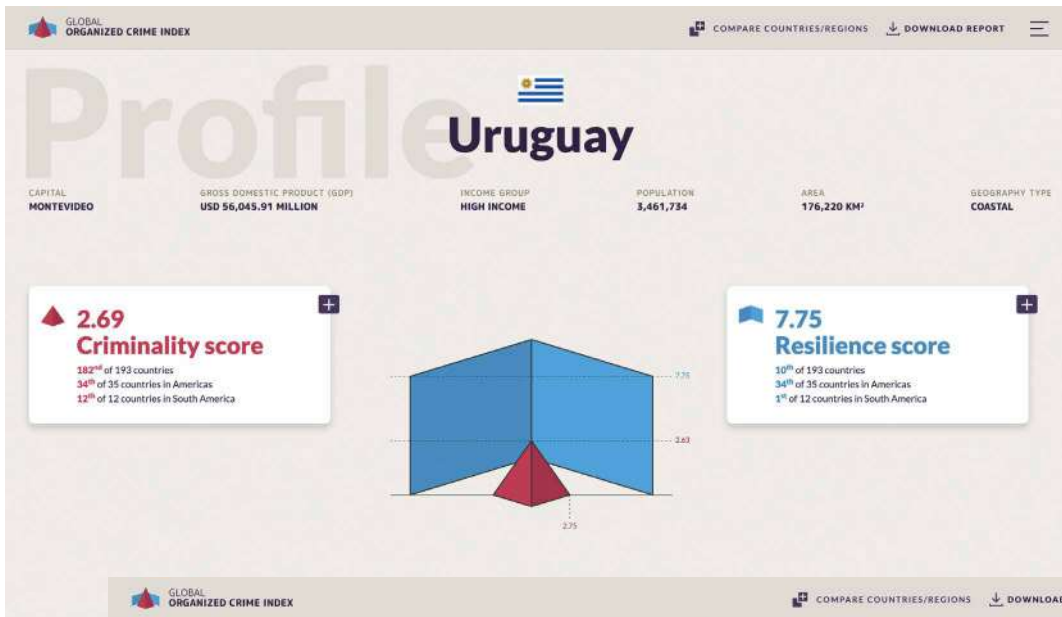 GLOBAL
ORGANIZED CRIME INDEX
COMPARE COUNTRIES/REGIONS
DOWNLOAD REPORT
Profile
Uruguay
CAPITAL
MONTEVIDEO
GROSS DOMESTIC PRODUCT (GDP)
USD 56,045.91 MILLION
INCOME GROUP
HIGH INCOME
POPULATION
3,461,734
AREA
176,220 KM²
GEOGRAPHY TYPE
COASTAL
2.69
Criminality score
182nd of 193 countries
34th of 35 countries in Americas
12th of 12 countries in South America
7.75
2.63
2.75
7.75
Resilience score
10th of 193 countries
34th of 35 countries in Americas
1st of 12 countries in South America
GLOBAL
ORGANIZED CRIME INDEX
COMPARE COUNTRIES/REGIONS
DOWNLOAD